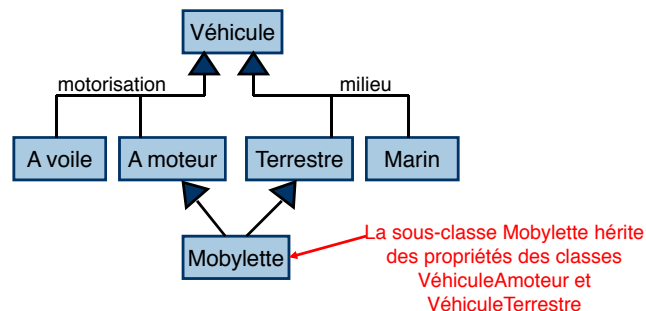 Véhicule
motorisation
milieu
A voile
A moteur
Terrestre
Marin
Mobylette
La sous-classe Mobylette hérite
des propriétés des classes
VéhiculeAmoteur et
VéhiculeTerrestre